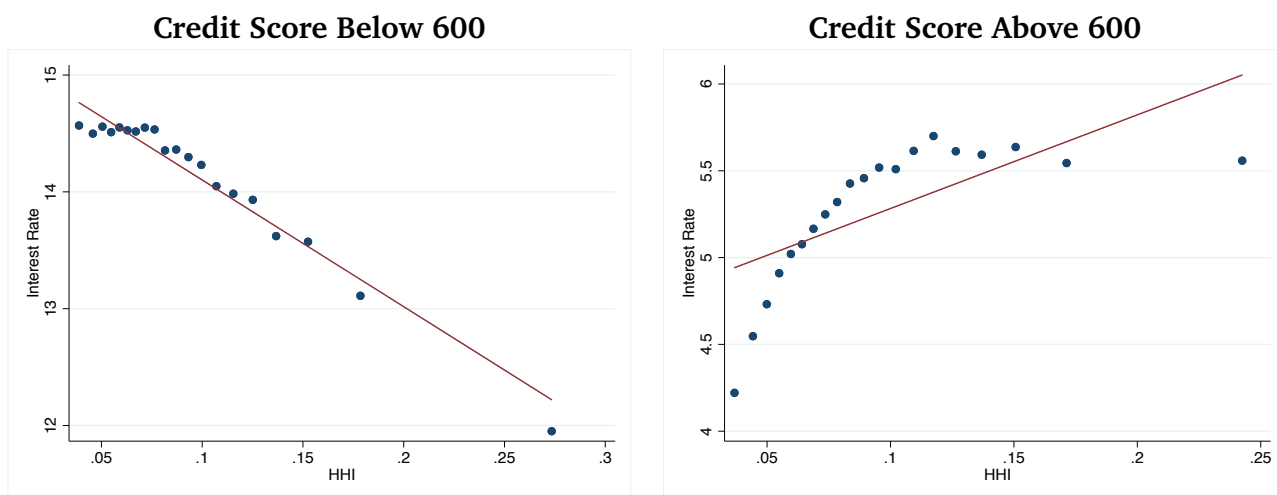 Credit Score Below 600
15
14
13
12
Interest Rate
.05 .1 .15 .2 .25 .3
HHI
Credit Score Above 600
6
5.5
5
4.5
4
Interest Rate
.05 .1 .15 .2 .25
HHI